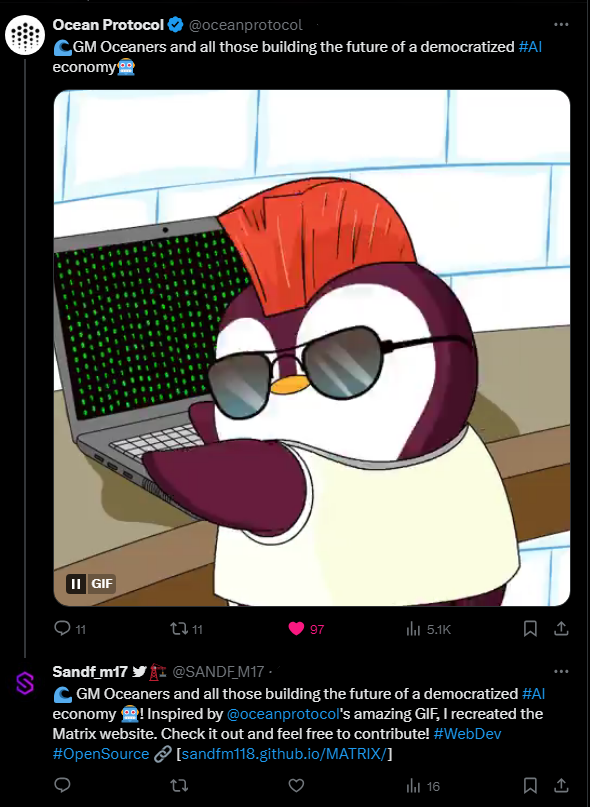 Ocean Protocol @oceanprotocol ·
🌊GM Oceaners and all those building the future of a democratized #AI
economy🤖
GIF
11 11 97 5.1K
Sandf_m17 @SANDF_M17 ·
🌊 GM Oceaners and all those building the future of a democratized #AI
economy 🤖! Inspired by @oceanprotocol's amazing GIF, I recreated the
Matrix website. Check it out and feel free to contribute! #WebDev
#OpenSource 🔗 [sandfm118.github.io/MATRIX/]
16